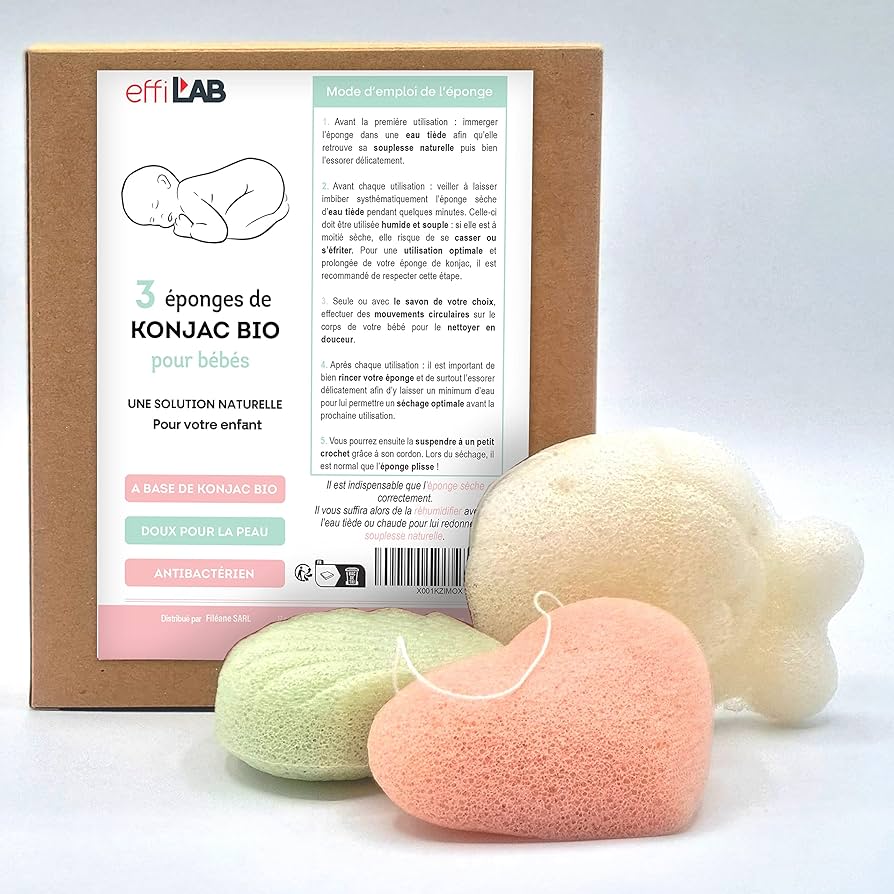 effiLAB
3 éponges de
KONJAC BIO
pour bébés
UNE SOLUTION NATURELLE
Pour votre enfant
A BASE DE KONJAC BIO
DOUX POUR LA PEAU
ANTIBACTÉRIEN
Mode d'emploi de l'éponge
1. Avant la première utilisation : immerger
l'éponge dans une eau tiède afin qu'elle
retrouve sa souplesse naturelle puis bien
l'essorer délicatement.
2. Avant chaque utilisation : veiller à laisser
imbiber systhématiquement l'éponge sèche
d'eau tiède pendant quelques minutes. Celle-ci
doit être utilisée humide et souple : si elle est à
moitié sèche, elle risque de se casser ou
s'éfriter. Pour une utilisation optimale et
prolongée de votre éponge de konjac, il est
recommandé de respecter cette étape.
3. Seule ou avec le savon de votre choix,
effectuer des mouvements circulaires sur le
corps de votre bébé pour le nettoyer en
douceur.
4. Après chaque utilisation : il est important de
bien rincer votre éponge et de surtout l'essorer
délicatement afin d'y laisser un minimum d'eau
pour lui permettre un séchage optimale avant la
prochaine utilisation.
5. Vous pourrez ensuite la suspendre à un petit
crochet grâce à son cordon. Lors du séchage, il
est normal que l'éponge plisse !
Il est indispensable que l'éponge sèche
correctement.
Il vous suffira alors de la réhumidifier
l'eau tiède ou chaude pour lui
souplesse naturelle.
X001KZIMOX
Distribué par Filéane SARL